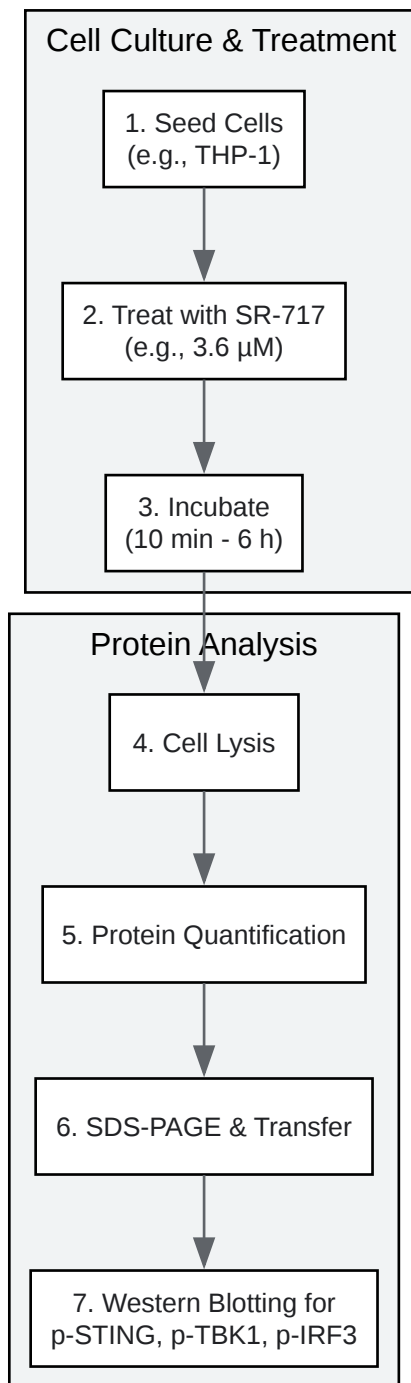 Cell Culture & Treatment
1. Seed Cells
(e.g., THP-1)
2. Treat with SR-717
(e.g., 3.6 µM)
3. Incubate
(10 min - 6 h)
Protein Analysis
4. Cell Lysis
5. Protein Quantification
6. SDS-PAGE & Transfer
7. Western Blotting for
p-STING, p-TBK1, p-IRF3